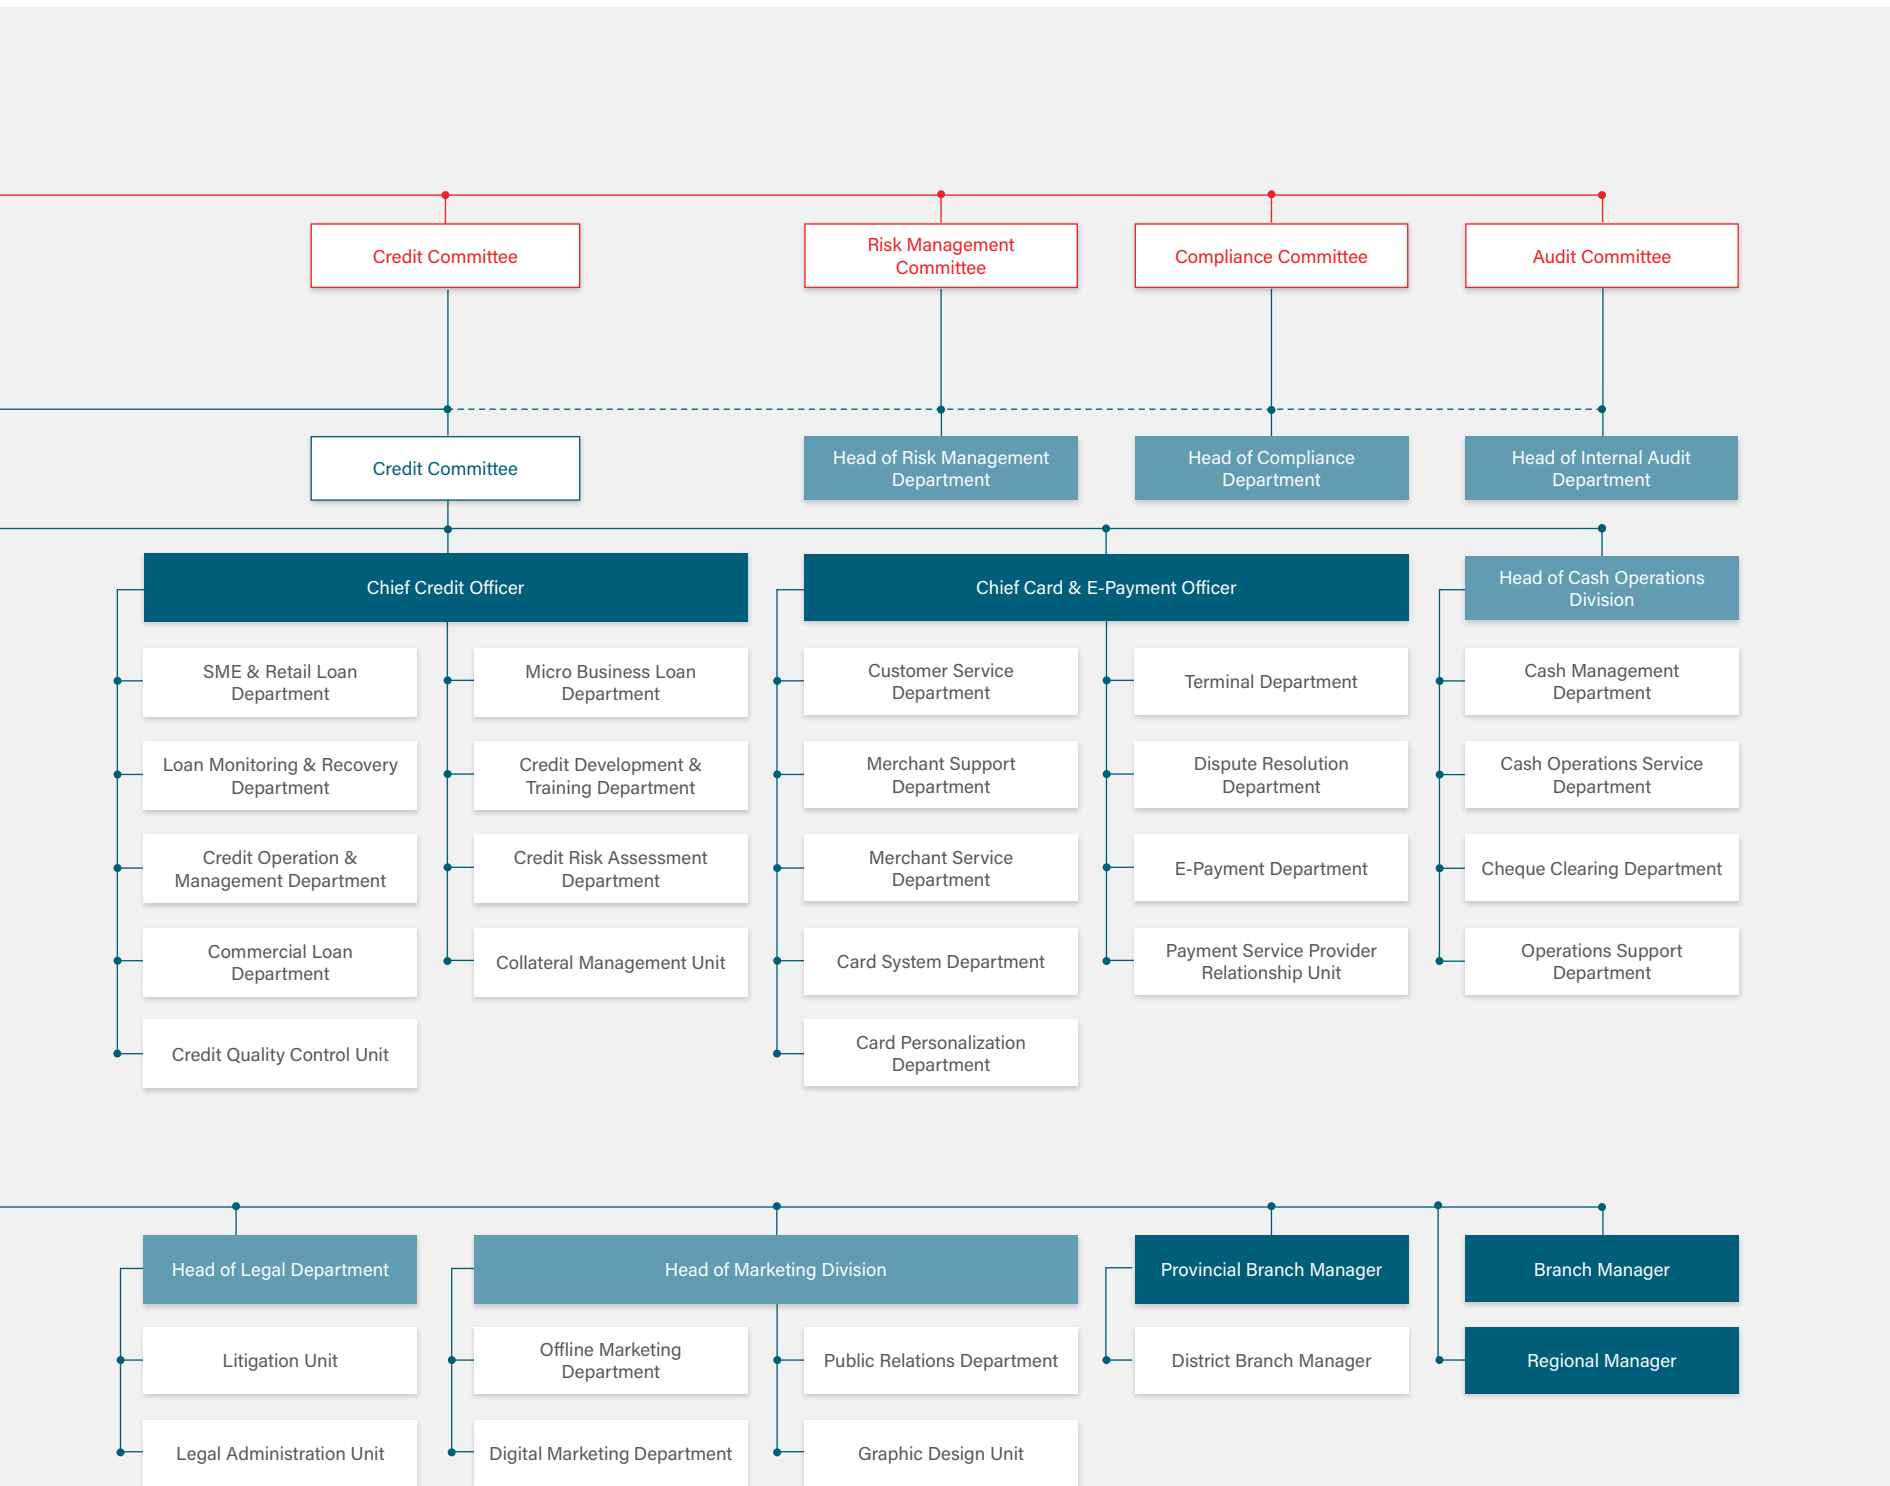 Credit Committee
Risk Management
Committee
Compliance Committee
Audit Committee
Credit Committee
Head of Risk Management
Department
Head of Compliance
Department
Head of Internal Audit
Department
Chief Credit Officer
SME & Retail Loan
Department
Micro Business Loan
Department
Loan Monitoring & Recovery
Department
Credit Development &
Training Department
Credit Operation &
Management Department
Credit Risk Assessment
Department
Commercial Loan
Department
Collateral Management Unit
Credit Quality Control Unit
Chief Card & E-Payment Officer
Customer Service
Department
Terminal Department
Merchant Support
Department
Dispute Resolution
Department
Merchant Service
Department
E-Payment Department
Card System Department
Payment Service Provider
Relationship Unit
Card Personalization
Department
Head of Cash Operations
Division
Cash Management
Department
Cash Operations Service
Department
Cheque Clearing Department
Operations Support
Department
Head of Legal Department
Litigation Unit
Legal Administration Unit
Head of Marketing Division
Offline Marketing
Department
Public Relations Department
Digital Marketing Department
Graphic Design Unit
Provincial Branch Manager
District Branch Manager
Branch Manager
Regional Manager